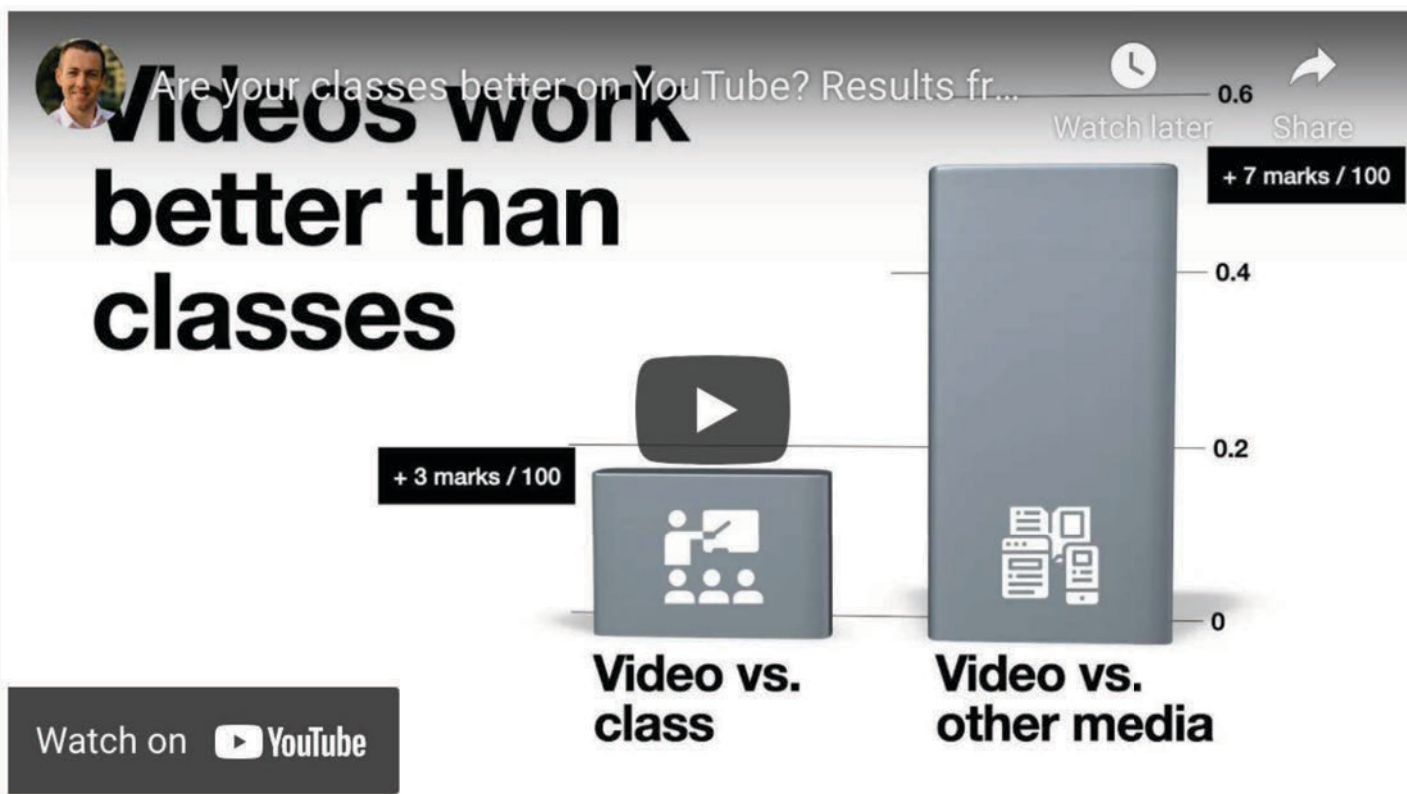 Are your classes better on YouTube? Results fr...
Watch later
Share
Videos work
better than
classes
0.6
+ 7 marks / 100
0.4
0.2
+ 3 marks / 100
0
Video vs.
class
Video vs.
other media
Watch on YouTube